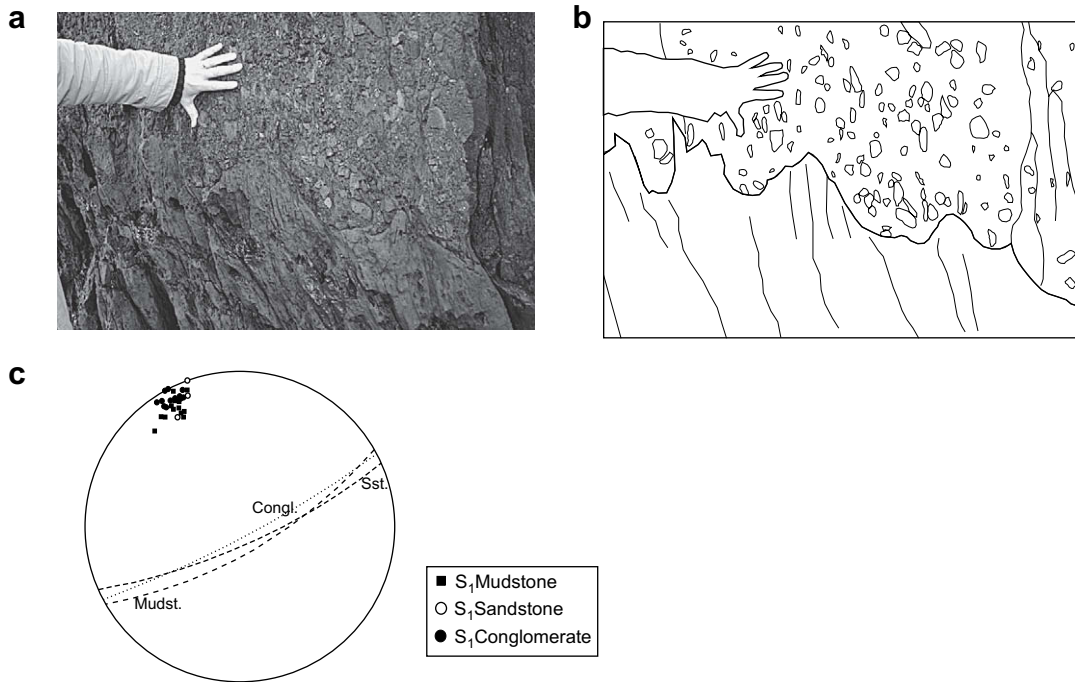 a
b
c
Congl.
Sst.
Mudst.
S₁Mudstone
S₁Sandstone
S₁Conglomerate